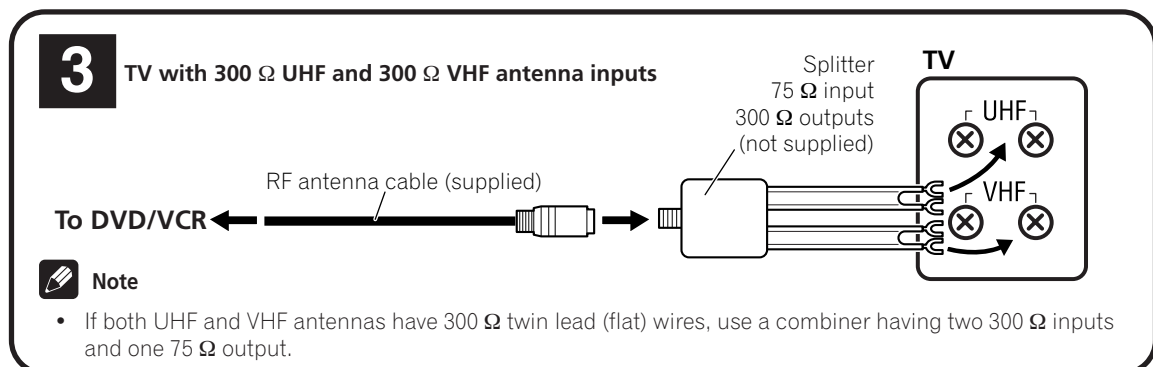 3
TV with 300 Ω UHF and 300 Ω VHF antenna inputs
Splitter
75 Ω input
300 Ω outputs
(not supplied)
TV
UHF
VHF
RF antenna cable (supplied)
To DVD/VCR
Note
• If both UHF and VHF antennas have 300 Ω twin lead (flat) wires, use a combiner having two 300 Ω inputs
and one 75 Ω output.